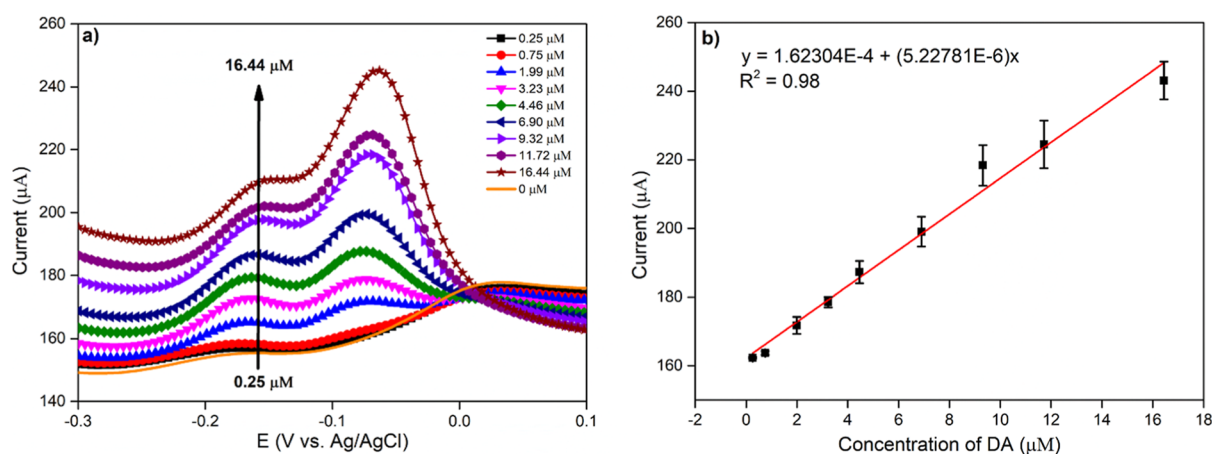 a)
260
240
220
200
180
160
140
Current (μA)
16.44 μM
0.25 μM
0.25 μM
0.75 μM
1.99 μM
3.23 μM
4.46 μM
6.90 μM
9.32 μM
11.72 μM
16.44 μM
0 μM
-0.3 -0.2 -0.1 0.0 0.1
E (V vs. Ag/AgCl)
b)
y = 1.62304E-4 + (5.22781E-6)x
R² = 0.98
260
240
220
200
180
160
Current (μA)
-2 0 2 4 6 8 10 12 14 16 18
Concentration of DA (μM)